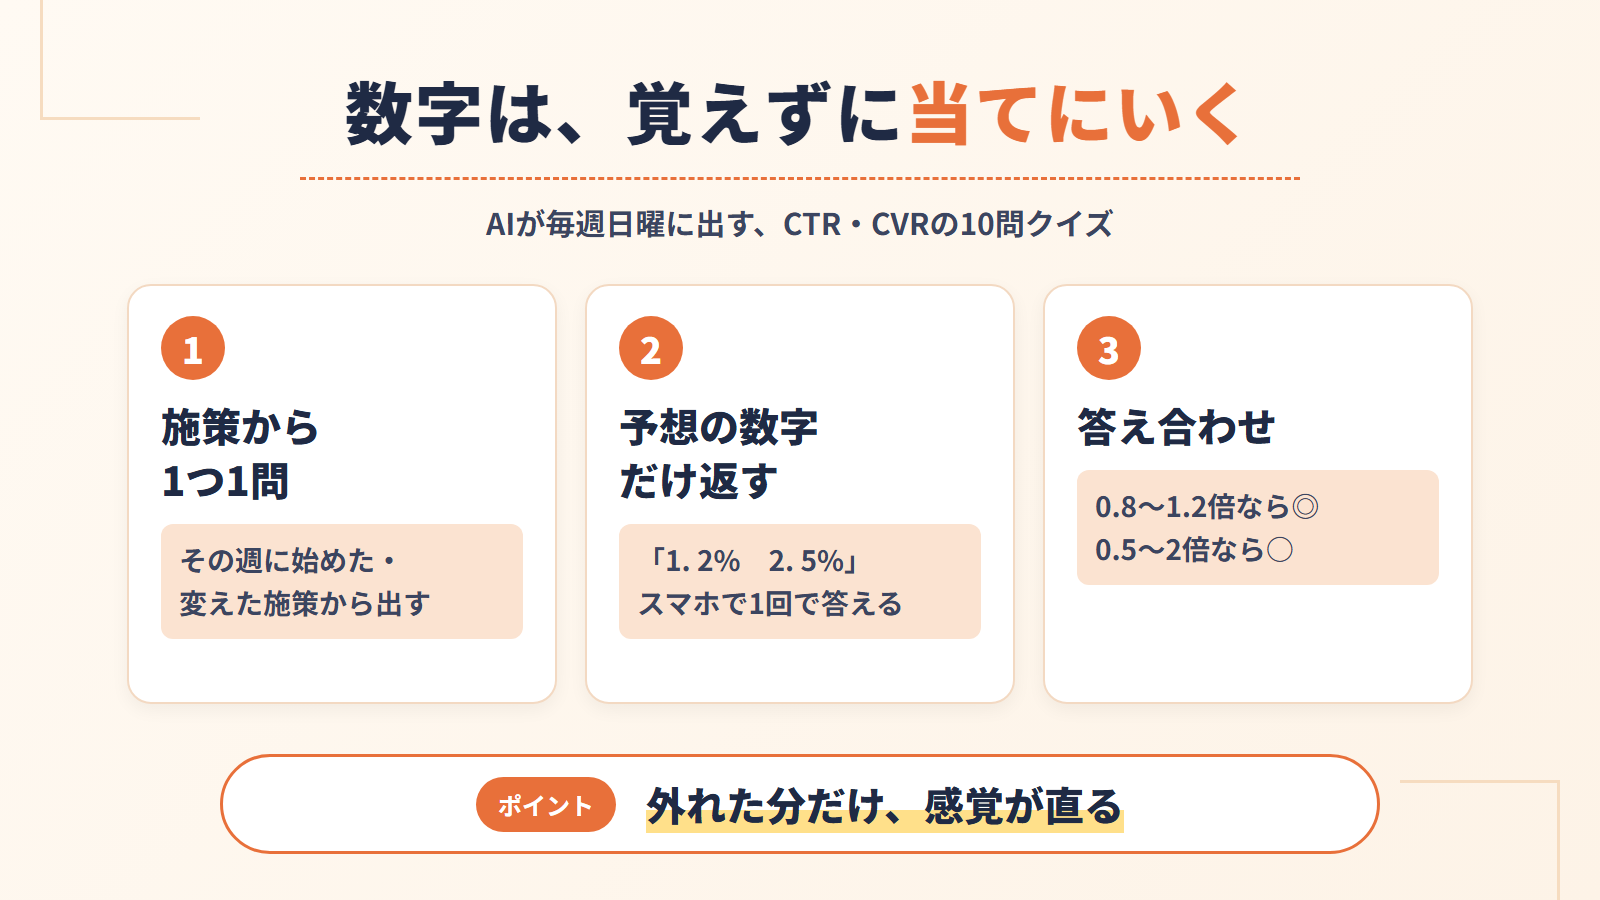 数字は、覚えずに当てにいく
AIが毎週日曜に出す、CTR・CVRの10問クイズ
1
施策から
1つ1問
その週に始めた・
変えた施策から出す
2
予想の数字
だけ返す
「1. 2%　2. 5%」
スマホで1回で答える
3
答え合わせ
0.8〜1.2倍なら◎
0.5〜2倍なら◯
ポイント
外れた分だけ、感覚が直る